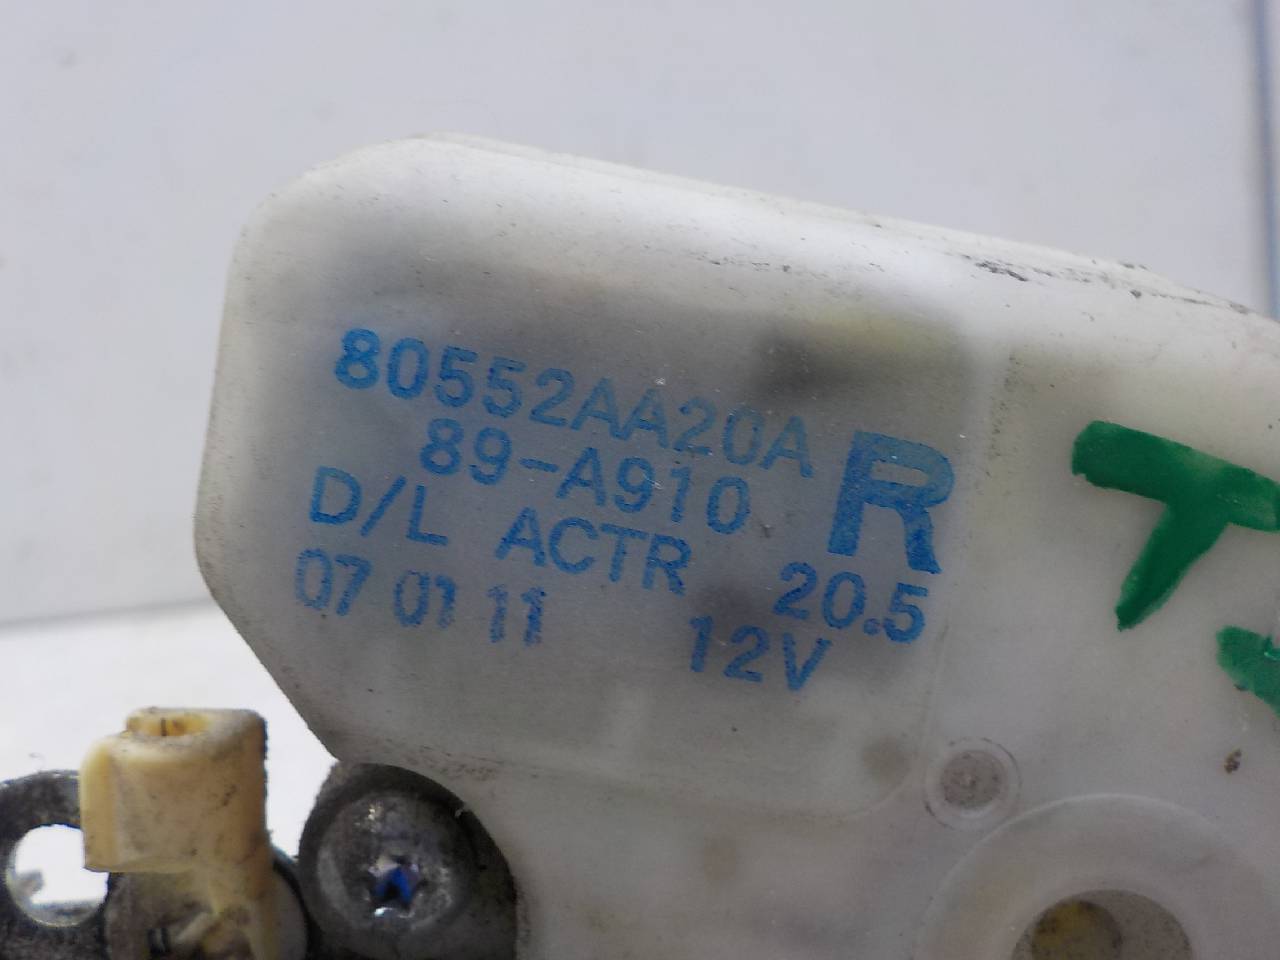 80552AA20A
89-A910 R
D/L ACTR 20.5
07 01 11 12V
T